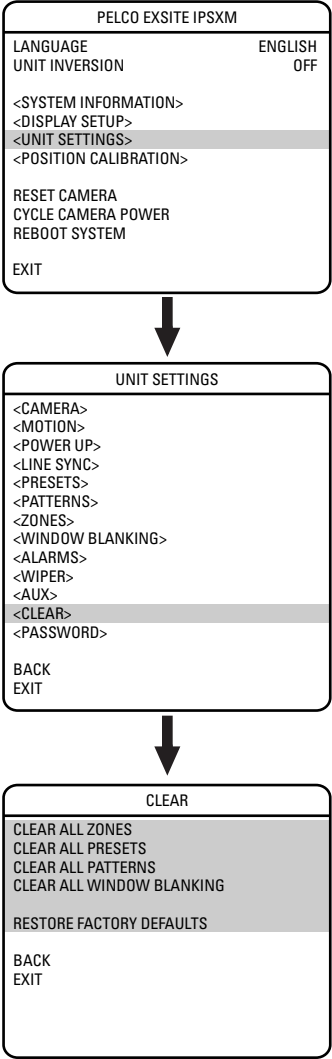 PELCO EXSITE IPSXM
LANGUAGE ENGLISH
UNIT INVERSION OFF
<SYSTEM INFORMATION>
<DISPLAY SETUP>
<UNIT SETTINGS>
<POSITION CALIBRATION>
RESET CAMERA
CYCLE CAMERA POWER
REBOOT SYSTEM
EXIT
UNIT SETTINGS
<CAMERA>
<MOTION>
<POWER UP>
<LINE SYNC>
<PRESETS>
<PATTERNS>
<ZONES>
<WINDOW BLANKING>
<ALARMS>
<WIPER>
<AUX>
<CLEAR>
<PASSWORD>
BACK
EXIT
CLEAR
CLEAR ALL ZONES
CLEAR ALL PRESETS
CLEAR ALL PATTERNS
CLEAR ALL WINDOW BLANKING
RESTORE FACTORY DEFAULTS
BACK
EXIT